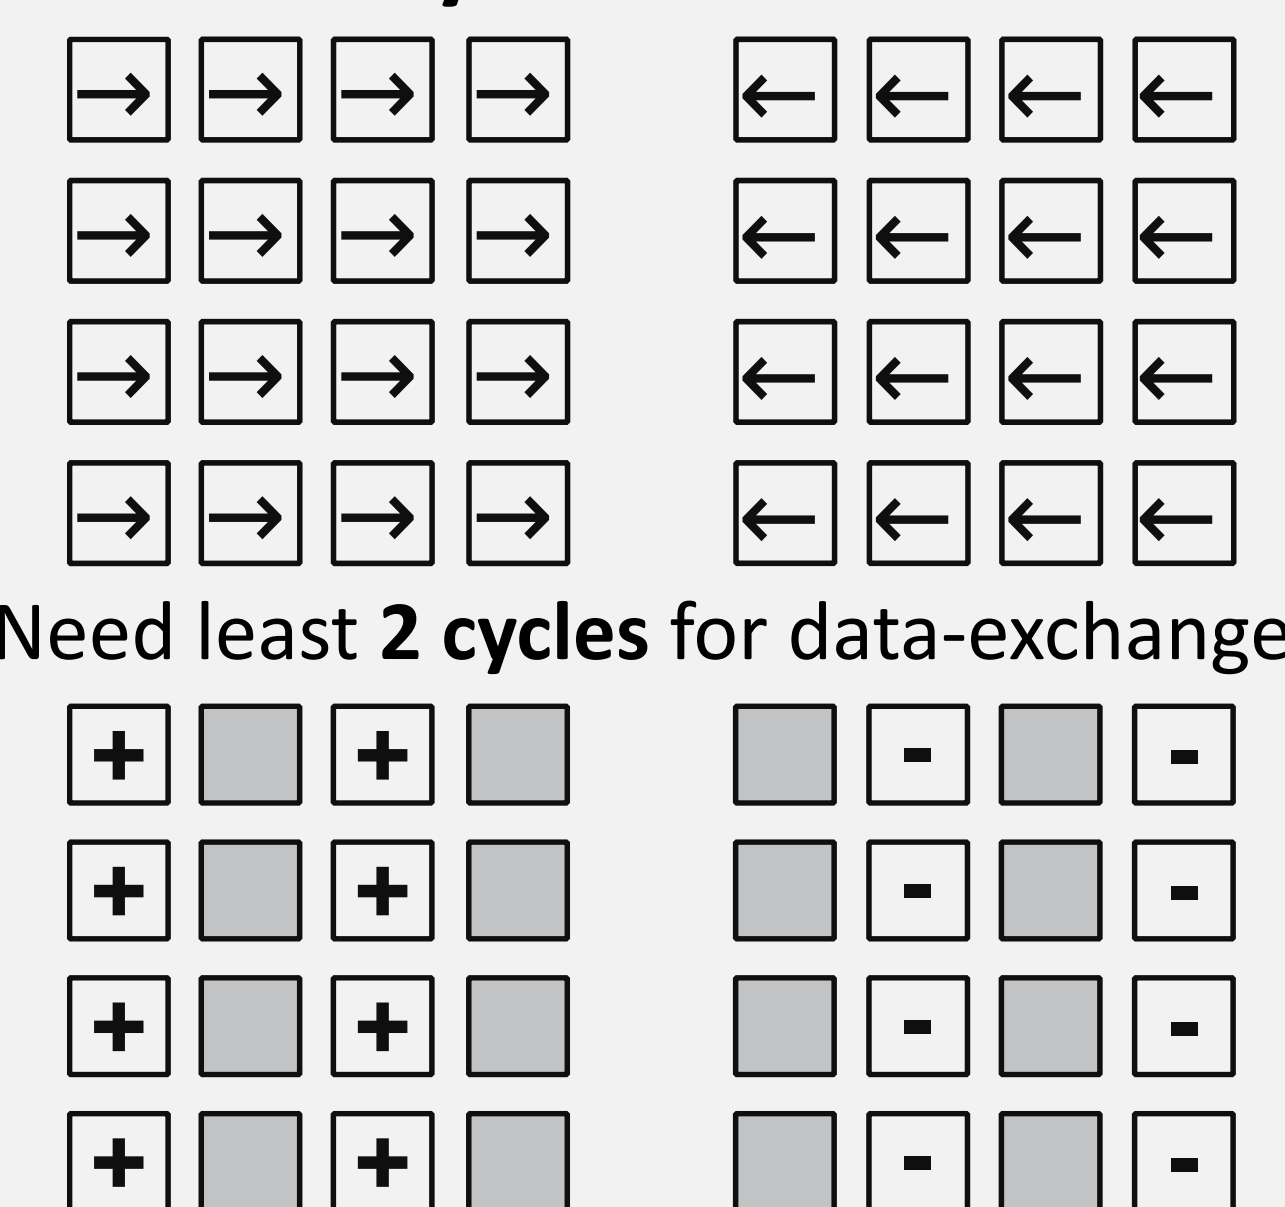 → → → → ← ← ← ←
→ → → → ← ← ← ←
→ → → → ← ← ← ←
→ → → → ← ← ← ←
Need least 2 cycles for data-exchange
+ + - -
+ + - -
+ + - -
+ + - -